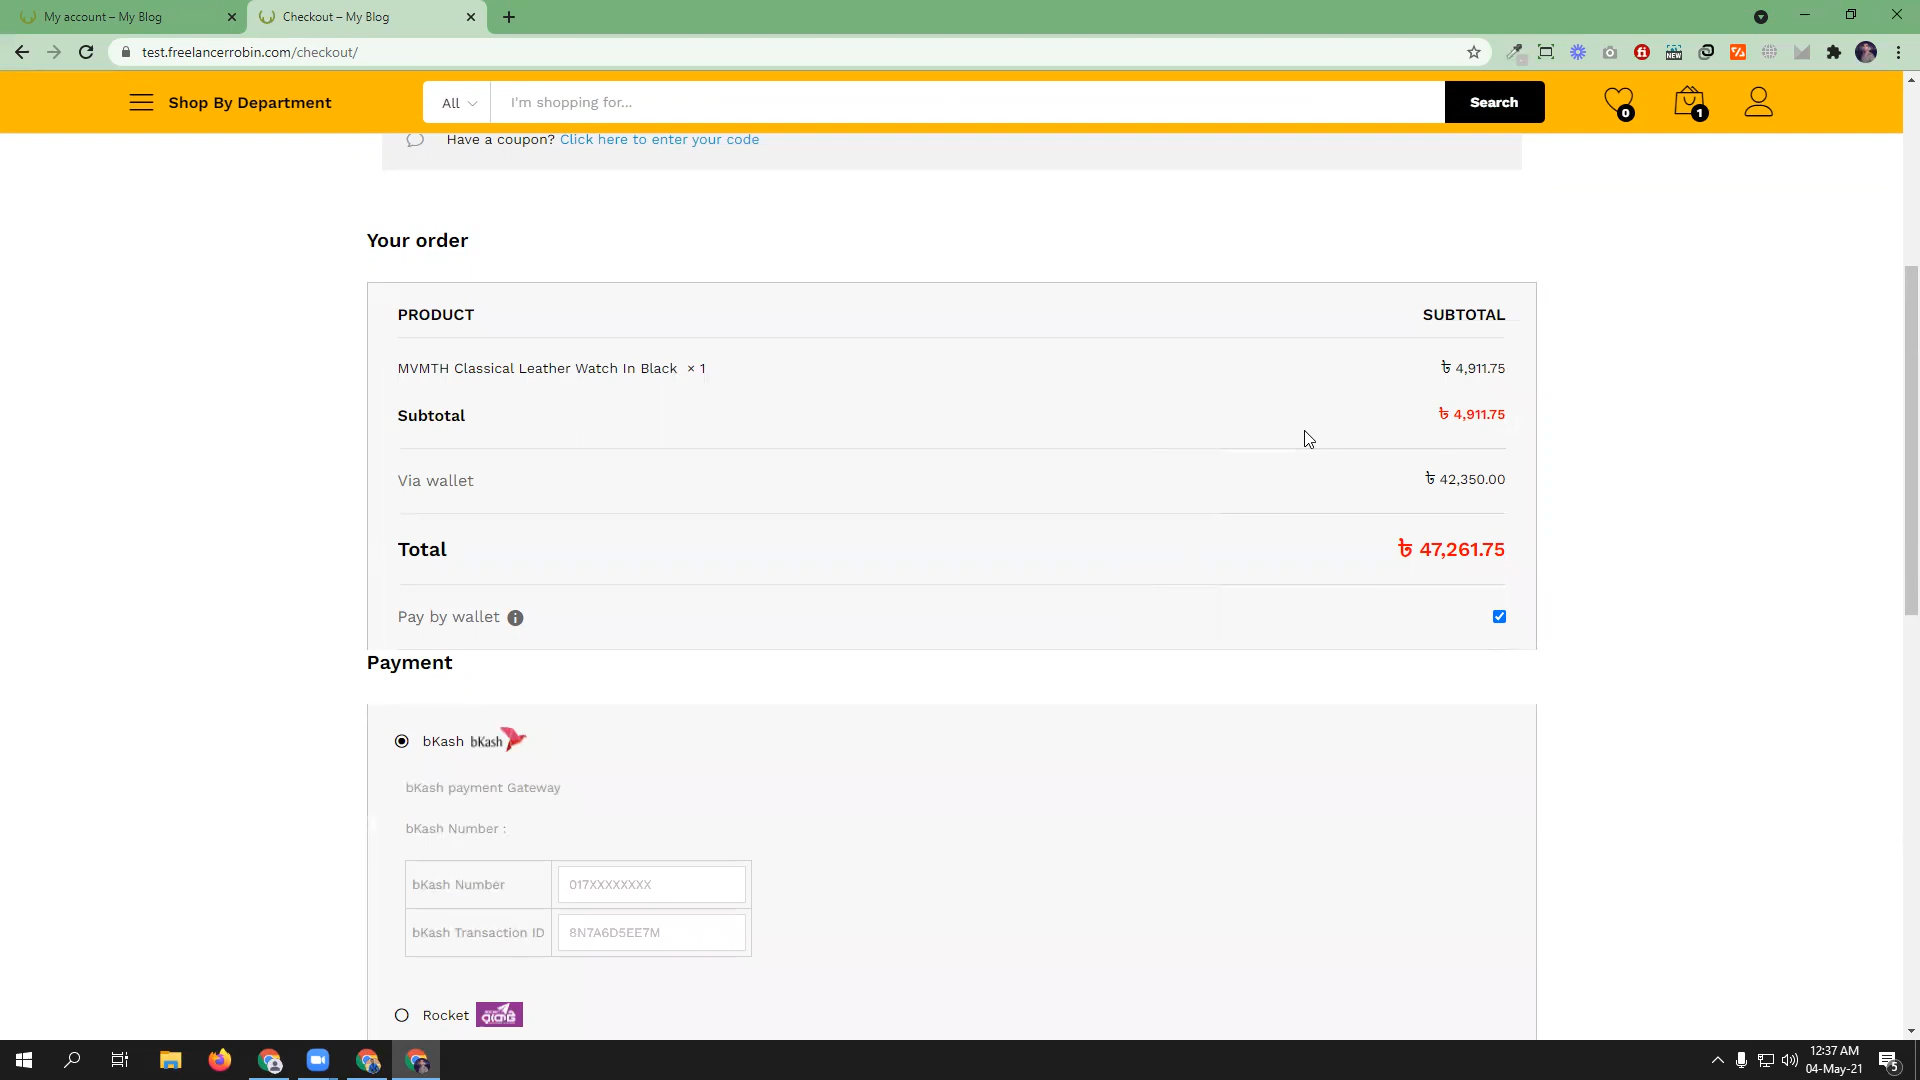 My account – My Blog
Checkout – My Blog
test.freelancerrobin.com/checkout/
Shop By Department
All
I'm shopping for...
Search
0
1
Have a coupon? Click here to enter your code
Your order
PRODUCT SUBTOTAL
MVMTH Classical Leather Watch In Black × 1 ৳ 4,911.75
Subtotal ৳ 4,911.75
Via wallet ৳ 42,350.00
Total ৳ 47,261.75
Pay by wallet
Payment
bKash bKash
bKash payment Gateway
bKash Number :
bKash Number 017XXXXXXXX
bKash Transaction ID 8N7A6D5EE7M
Rocket
12:37 AM
04-May-21
5